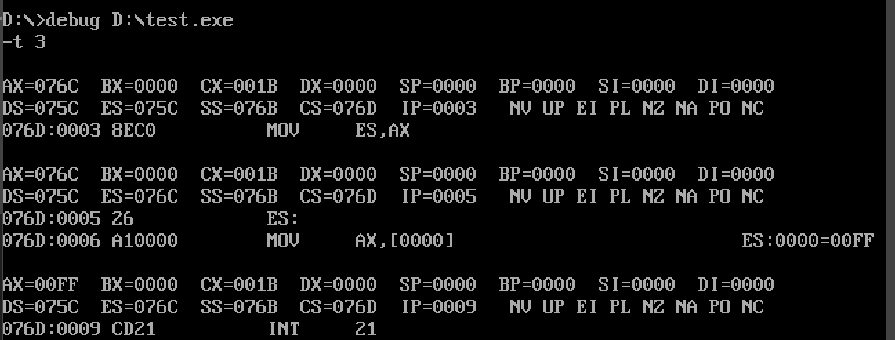 D:\>debug D:\test.exe
-t 3
AX=076C  BX=0000  CX=001B  DX=0000  SP=0000  BP=0000  SI=0000  DI=0000
DS=075C  ES=075C  SS=076B  CS=076D  IP=0003   NV UP EI PL NZ NA PO NC
076D:0003 8EC0          MOV     ES,AX
AX=076C  BX=0000  CX=001B  DX=0000  SP=0000  BP=0000  SI=0000  DI=0000
DS=075C  ES=076C  SS=076B  CS=076D  IP=0005   NV UP EI PL NZ NA PO NC
076D:0005 26            ES:
076D:0006 A10000        MOV     AX,[0000]                          ES:0000=00FF
AX=00FF  BX=0000  CX=001B  DX=0000  SP=0000  BP=0000  SI=0000  DI=0000
DS=075C  ES=076C  SS=076B  CS=076D  IP=0009   NV UP EI PL NZ NA PO NC
076D:0009 CD21          INT     21